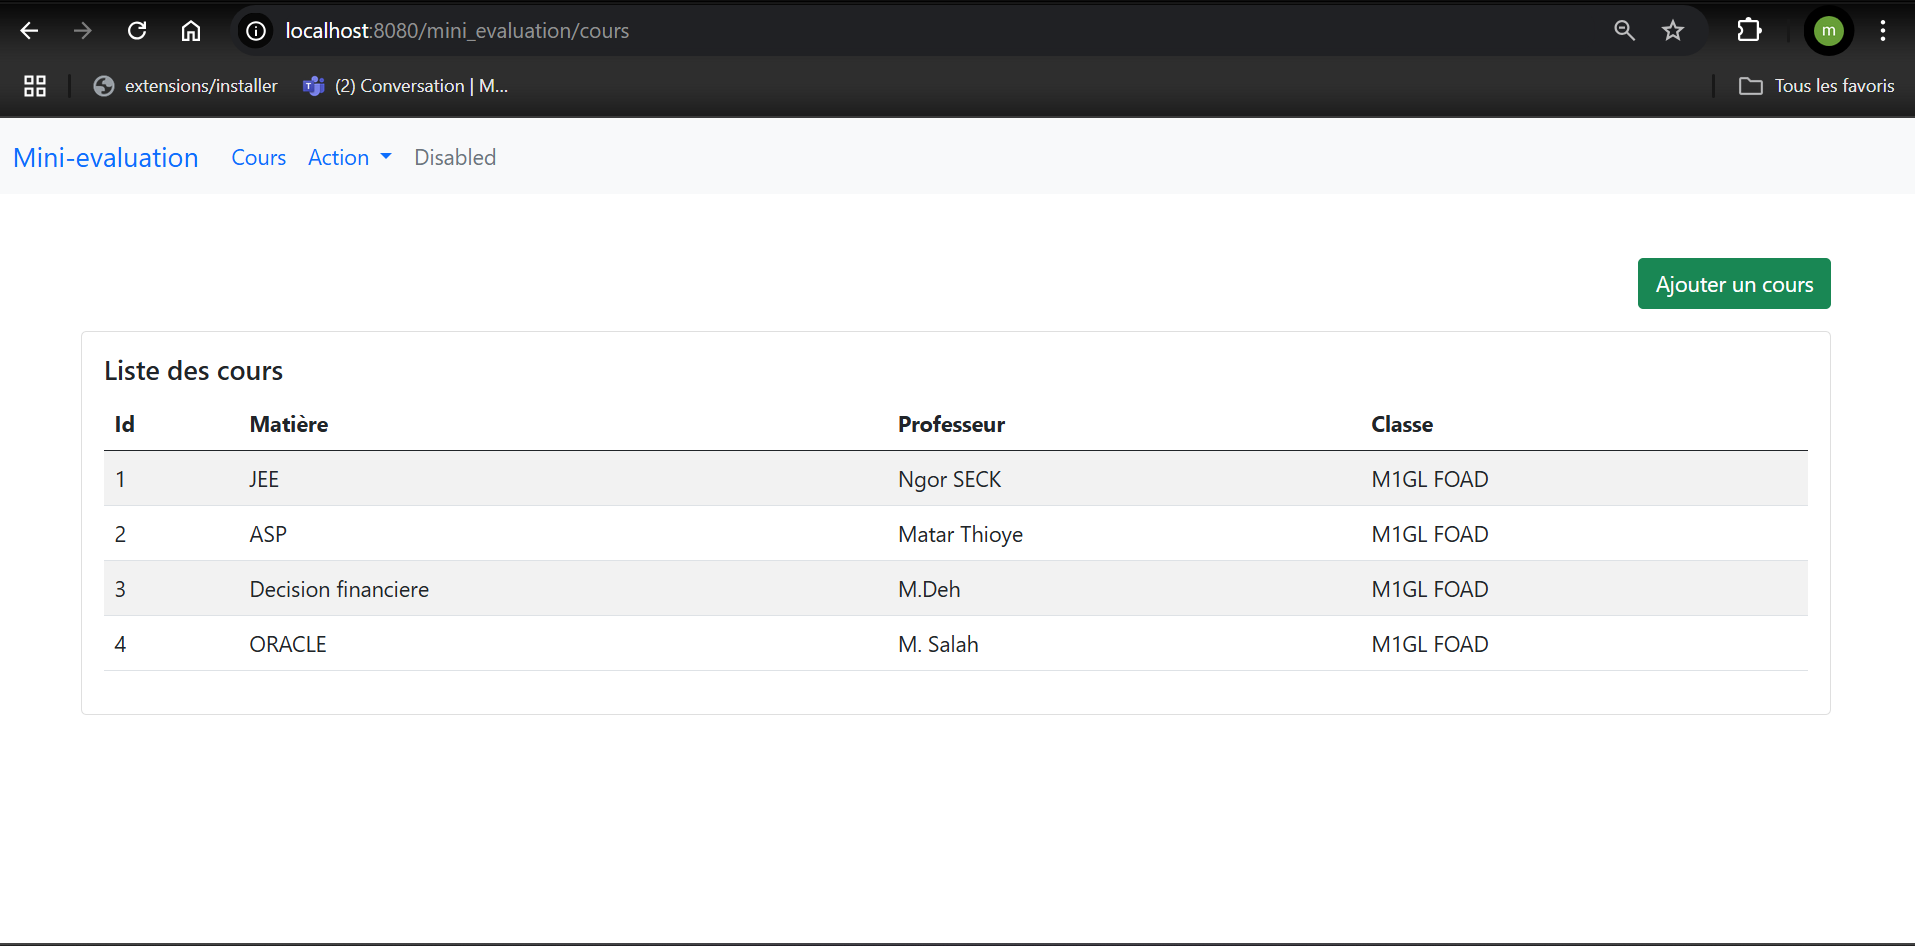 localhost:8080/mini_evaluation/cours
m
extensions/installer (2) Conversation | M... Tous les favoris
Mini-evaluation Cours Action Disabled
Ajouter un cours
Liste des cours
Id Matière Professeur Classe
1 JEE Ngor SECK M1GL FOAD
2 ASP Matar Thioye M1GL FOAD
3 Decision financiere M.Deh M1GL FOAD
4 ORACLE M. Salah M1GL FOAD